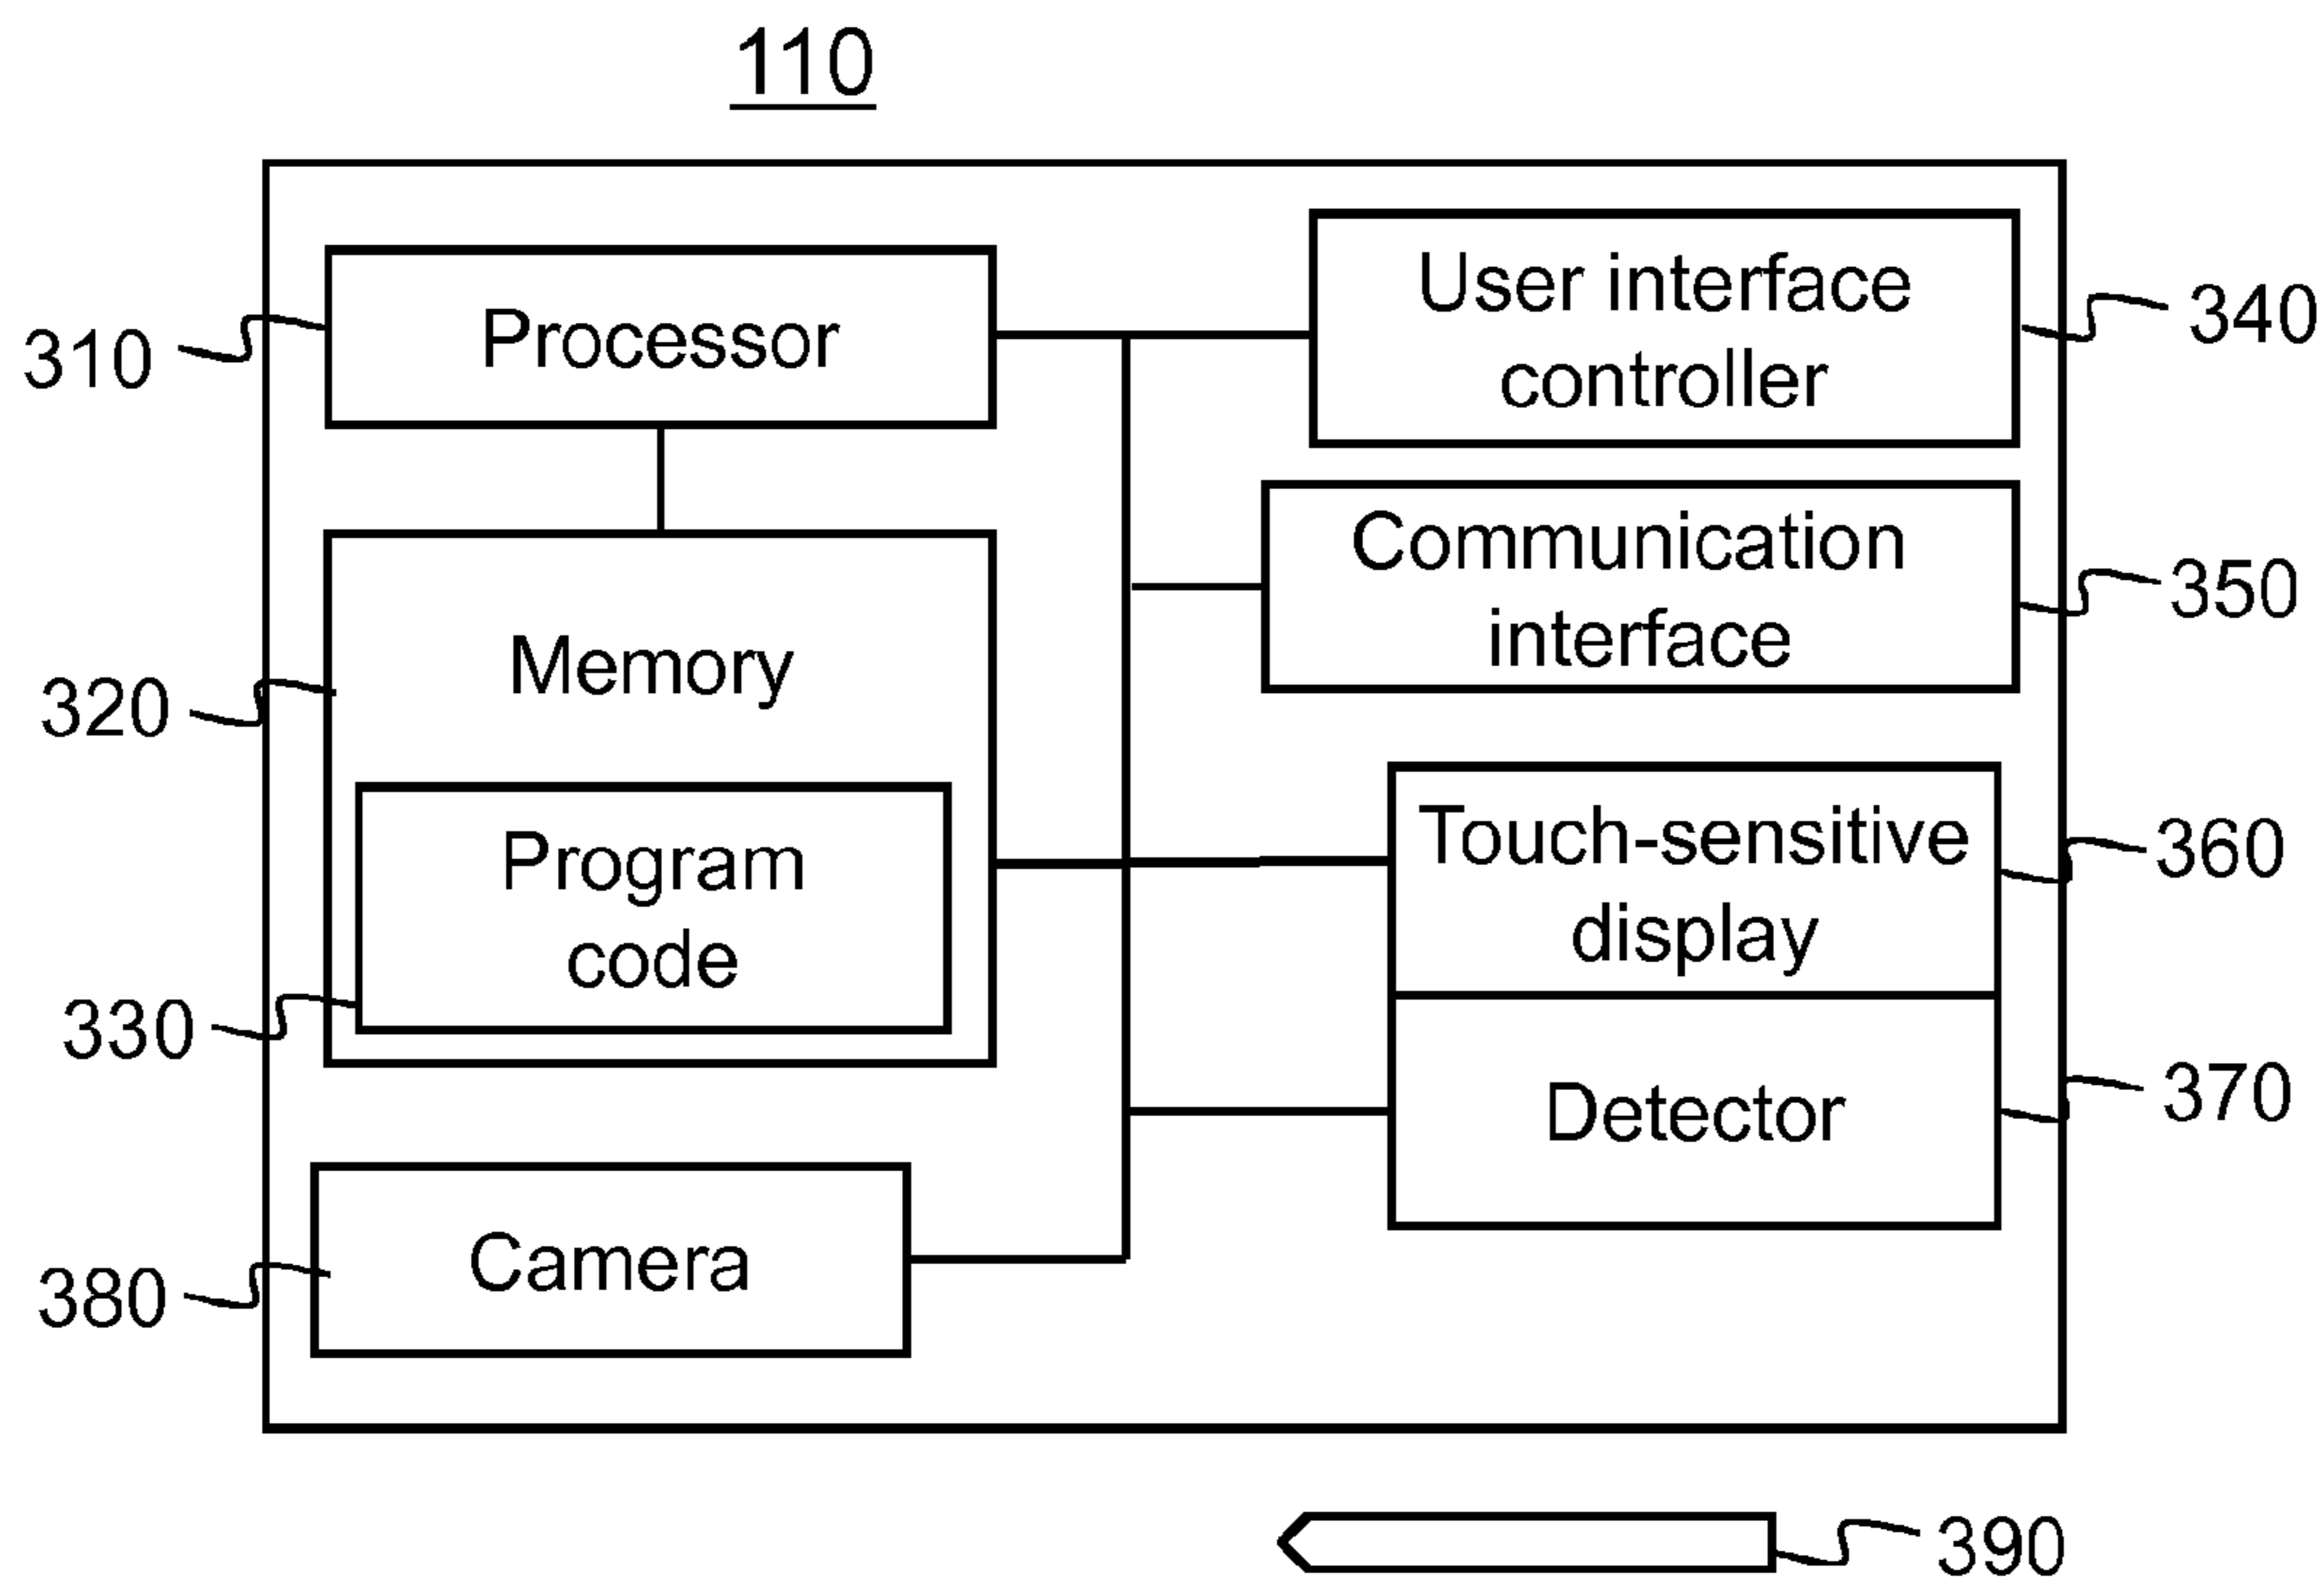 110
Processor
310
User interface
controller
340
Communication
interface
350
Memory
320
Program
code
330
Touch-sensitive
display
360
Detector
370
Camera
380
390